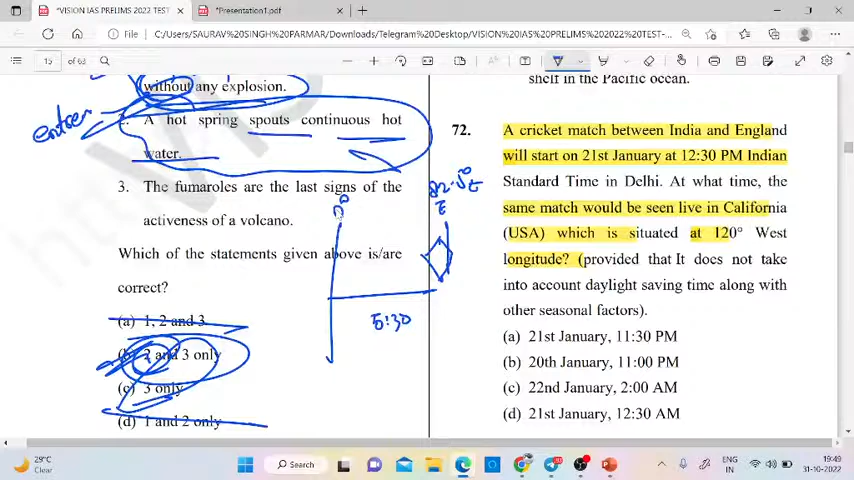 *VISION IAS PRELIMS 2022 TEST-
*Presentation1.pdf
File
C:/Users/SAURAV%20SINGH%20PARMAR/Downloads/Telegram%20Desktop/VISION%20IAS%20PRELIMS%202022%20TEST-...
15 of 63
without any explosion.
2. A hot spring spouts continuous hot
water.
3. The fumaroles are the last signs of the
activeness of a volcano.
Which of the statements given above is/are
correct?
(a) 1, 2 and 3
(b) 2 and 3 only
(c) 3 only
(d) 1 and 2 only
0°
82.5°E
E
5:30
shelf in the Pacific ocean.
72. A cricket match between India and England
will start on 21st January at 12:30 PM Indian
Standard Time in Delhi. At what time, the
same match would be seen live in California
(USA) which is situated at 120° West
longitude? (provided that It does not take
into account daylight saving time along with
other seasonal factors).
(a) 21st January, 11:30 PM
(b) 20th January, 11:00 PM
(c) 22nd January, 2:00 AM
(d) 21st January, 12:30 AM
29°C
Clear
Search
ENG
IN
19:49
31-10-2022